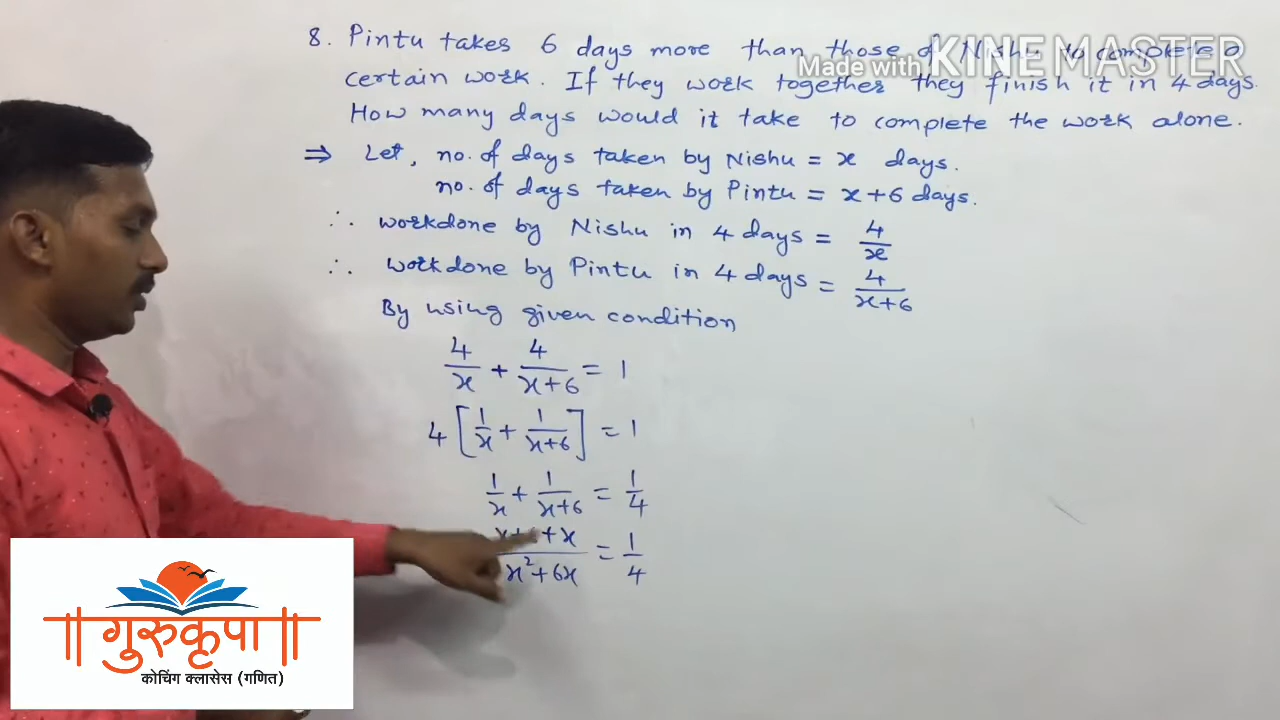 8. Pintu takes 6 days more than those of Nishu to complete a
Made with KINEMASTER
certain work. If they work together they finish it in 4 days.
How many days would it take to complete the work alone.
⇒ Let, no. of days taken by Nishu = x days.
no. of days taken by Pintu = x+6 days.
∴ workdone by Nishu in 4 days = 4/x
∴ workdone by Pintu in 4 days = 4/(x+6)
By using given condition
4/x + 4/(x+6) = 1
4 [1/x + 1/(x+6)] = 1
1/x + 1/(x+6) = 1/4
+x / x²+6x = 1/4
॥ गुरुकृपा ॥
कोचिंग क्लासेस (गणित)